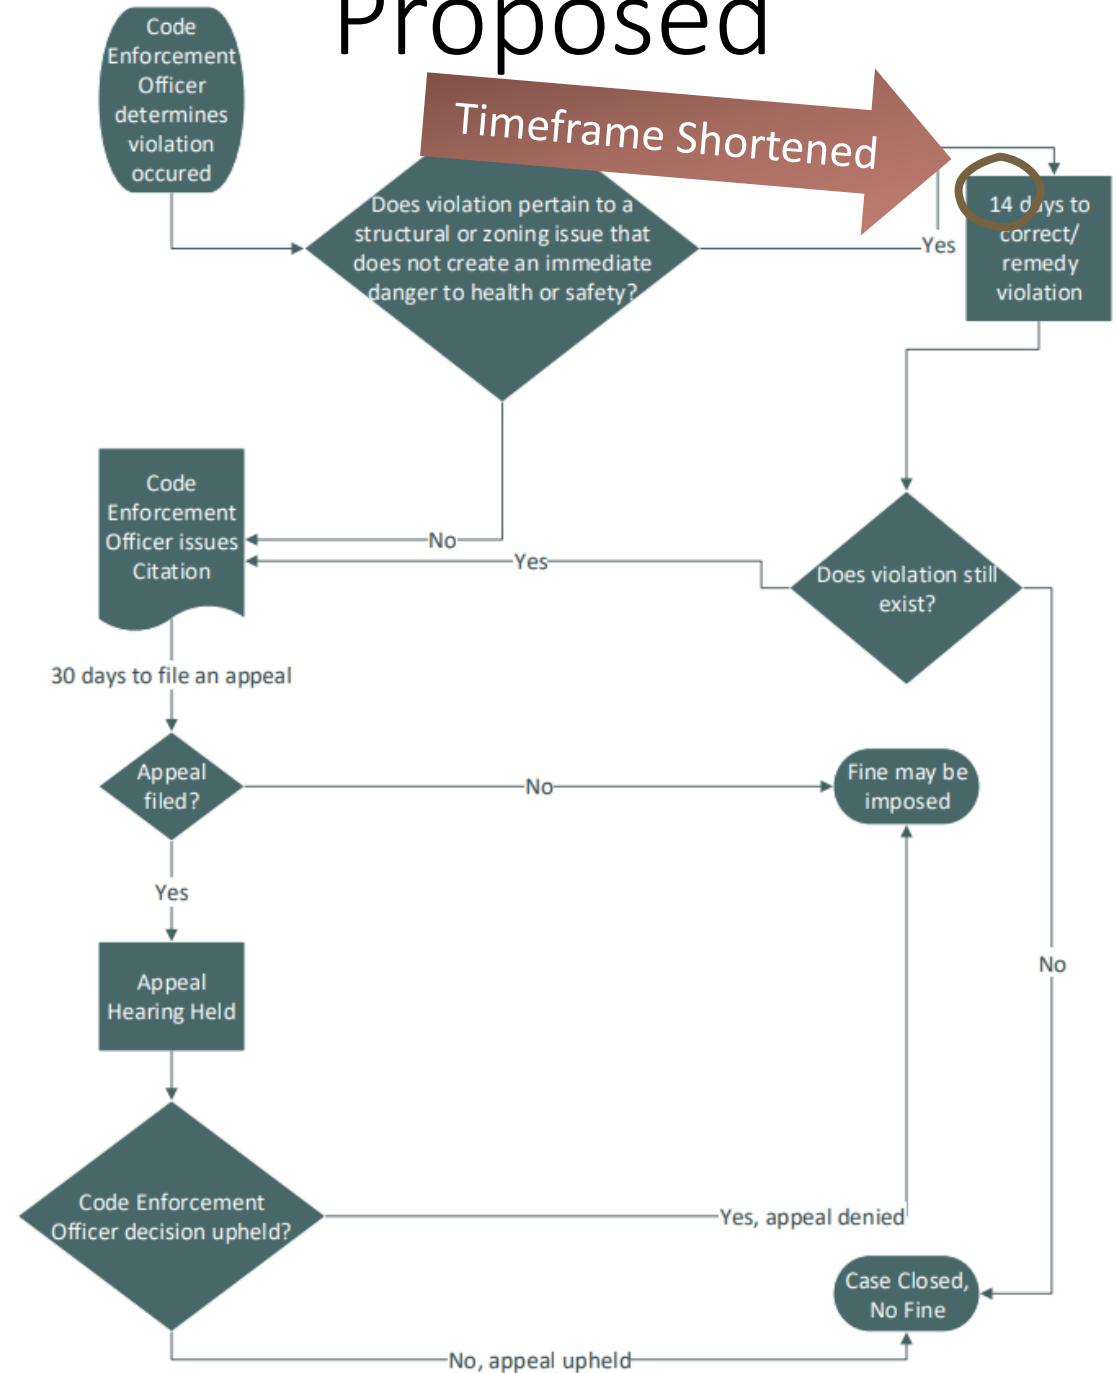 Proposed
Code
Enforcement
Officer
determines
violation
occured
Timeframe Shortened
Does violation pertain to a
structural or zoning issue that
does not create an immediate
danger to health or safety?
Yes
14 days to
correct/
remedy
violation
Code
Enforcement
Officer issues
Citation
No
Yes
Does violation still
exist?
30 days to file an appeal
Appeal
filed?
No
Fine may be
imposed
Yes
No
Appeal
Hearing Held
Code Enforcement
Officer decision upheld?
Yes, appeal denied
Case Closed,
No Fine
No, appeal upheld